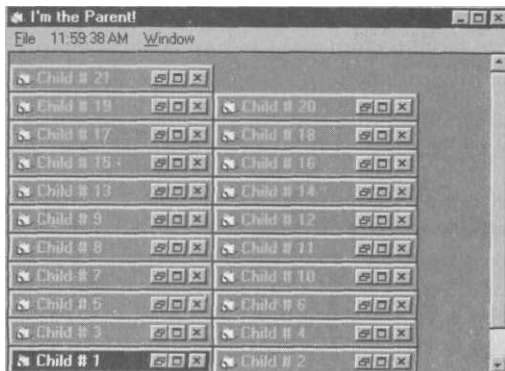 I'm the Parent!
File 11:59:38 AM Window
Child # 21
Child # 19 Child # 20
Child # 17 Child # 18
Child # 15 Child # 16
Child # 13 Child # 14
Child # 9 Child # 12
Child # 8 Child # 11
Child # 7 Child # 10
Child # 5 Child # 6
Child # 3 Child # 4
Child # 1 Child # 2